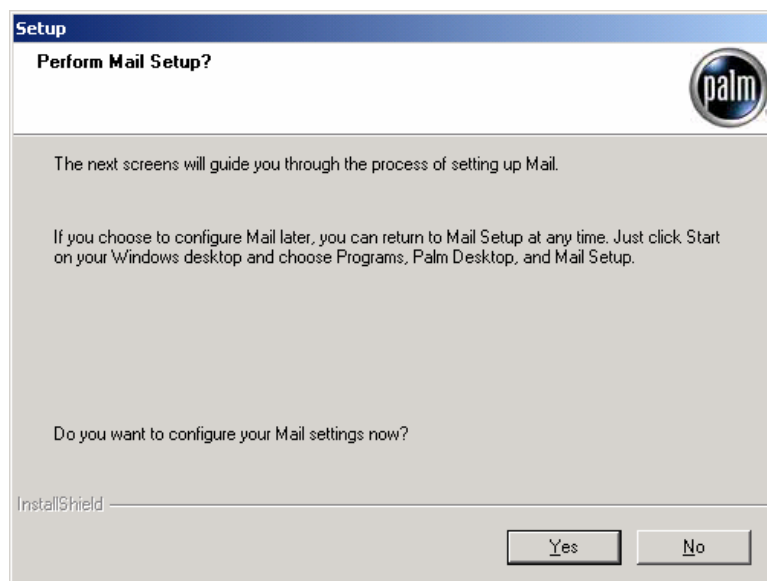 Setup
Perform Mail Setup?
palm
The next screens will guide you through the process of setting up Mail.
If you choose to configure Mail later, you can return to Mail Setup at any time. Just click Start
on your Windows desktop and choose Programs, Palm Desktop, and Mail Setup.
Do you want to configure your Mail settings now?
InstallShield
Yes
No